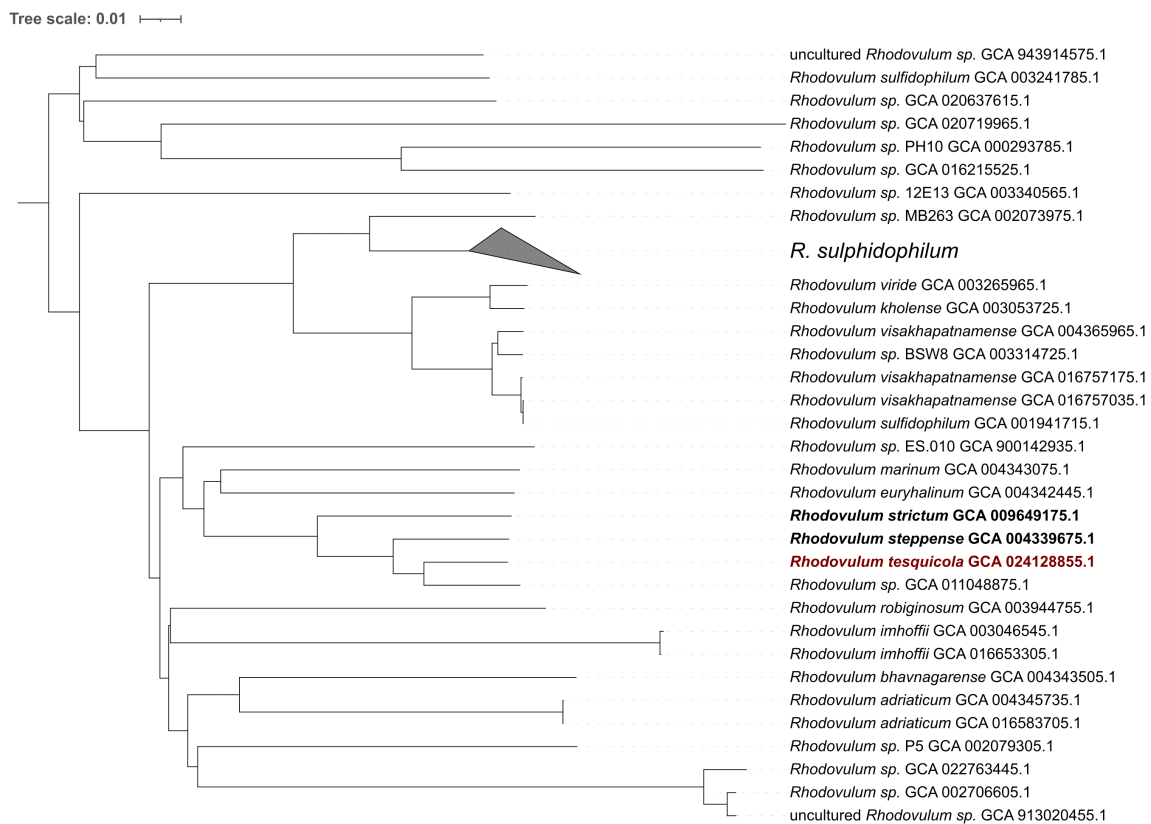 Tree scale: 0.01
uncultured Rhodovulum sp. GCA 943914575.1
Rhodovulum sulfidophilum GCA 003241785.1
Rhodovulum sp. GCA 020637615.1
Rhodovulum sp. GCA 020719965.1
Rhodovulum sp. PH10 GCA 000293785.1
Rhodovulum sp. GCA 016215525.1
Rhodovulum sp. 12E13 GCA 003340565.1
Rhodovulum sp. MB263 GCA 002073975.1
R. sulphidophilum
Rhodovulum viride GCA 003265965.1
Rhodovulum kholense GCA 003053725.1
Rhodovulum visakhapatnamense GCA 004365965.1
Rhodovulum sp. BSW8 GCA 003314725.1
Rhodovulum visakhapatnamense GCA 016757175.1
Rhodovulum visakhapatnamense GCA 016757035.1
Rhodovulum sulfidophilum GCA 001941715.1
Rhodovulum sp. ES.010 GCA 900142935.1
Rhodovulum marinum GCA 004343075.1
Rhodovulum euryhalinum GCA 004342445.1
Rhodovulum strictum GCA 009649175.1
Rhodovulum steppense GCA 004339675.1
Rhodovulum tesquicola GCA 024128855.1
Rhodovulum sp. GCA 011048875.1
Rhodovulum robiginosum GCA 003944755.1
Rhodovulum imhoffii GCA 003046545.1
Rhodovulum imhoffii GCA 016653305.1
Rhodovulum bhavnagarense GCA 004343505.1
Rhodovulum adriaticum GCA 004345735.1
Rhodovulum adriaticum GCA 016583705.1
Rhodovulum sp. P5 GCA 002079305.1
Rhodovulum sp. GCA 022763445.1
Rhodovulum sp. GCA 002706605.1
uncultured Rhodovulum sp. GCA 913020455.1